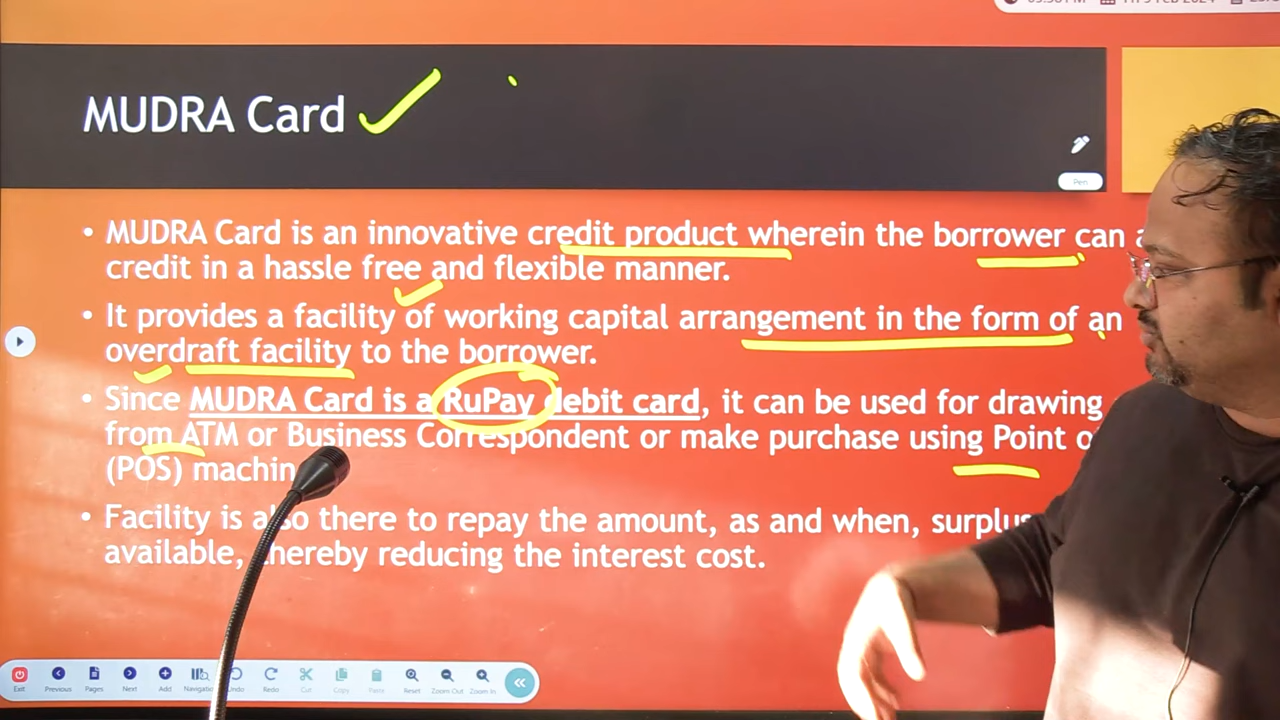 MUDRA Card
Pen
• MUDRA Card is an innovative credit product wherein the borrower can
credit in a hassle free and flexible manner.
• It provides a facility of working capital arrangement in the form of an
overdraft facility to the borrower.
• Since MUDRA Card is a RuPay debit card, it can be used for drawing
from ATM or Business Correspondent or make purchase using Point
(POS) machin
• Facility is also there to repay the amount, as and when, surplus
available, thereby reducing the interest cost.
Exit Previous Pages Next Add Navigatio Undo Redo Cut Copy Paste Reset Zoom Out Zoom In